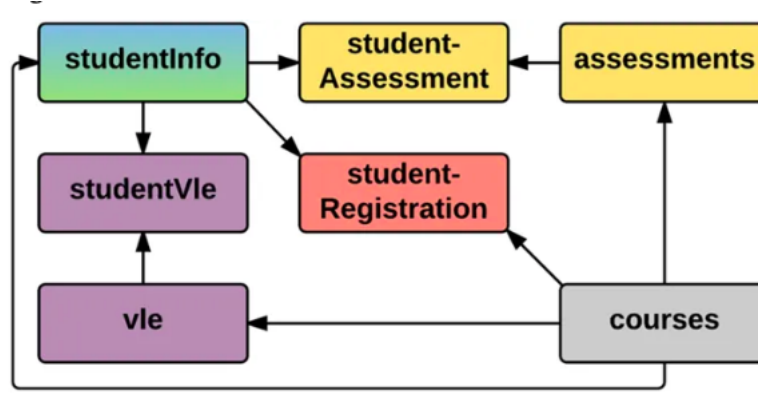 studentInfo
student-
Assessment
assessments
studentVle
student-
Registration
vle
courses